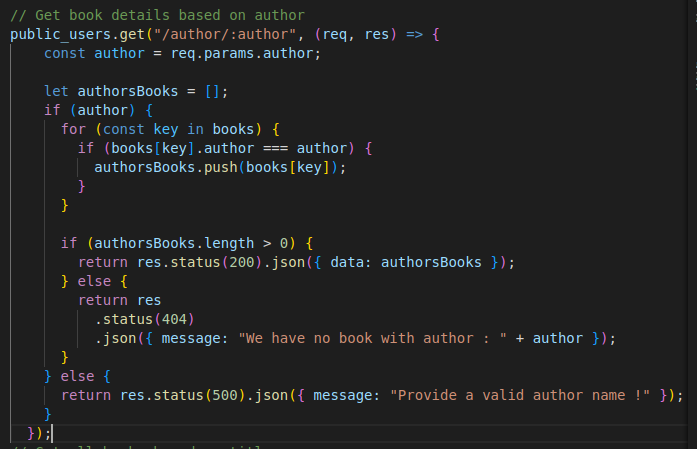 // Get book details based on author
public_users.get("/author/:author", (req, res) => {
    const author = req.params.author;

    let authorsBooks = [];
    if (author) {
      for (const key in books) {
        if (books[key].author === author) {
          authorsBooks.push(books[key]);
        }
      }

      if (authorsBooks.length > 0) {
        return res.status(200).json({ data: authorsBooks });
      } else {
        return res
          .status(404)
          .json({ message: "We have no book with author : " + author });
      }
    } else {
      return res.status(500).json({ message: "Provide a valid author name !" });
    }
  });